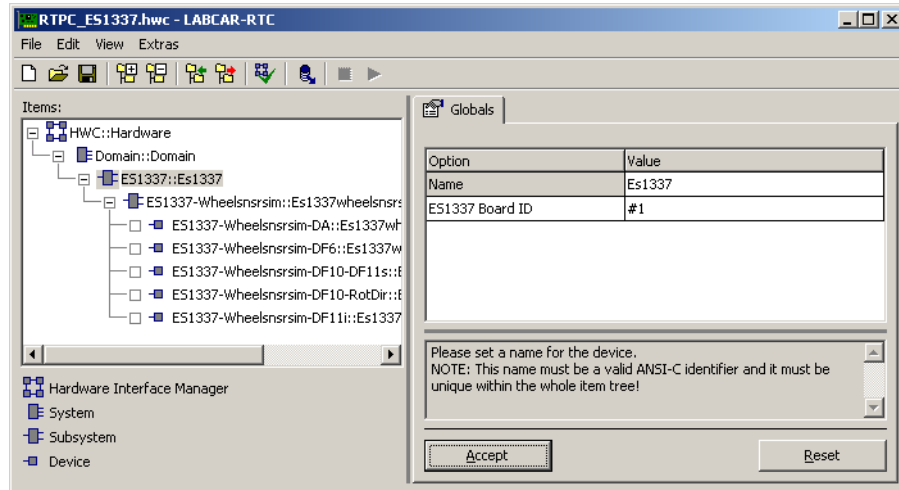 RTPC_ES1337.hwc - LABCAR-RTC
File Edit View Extras
Items:
HWC::Hardware
Domain::Domain
ES1337::Es1337
ES1337-Wheelsnsrsim::Es1337wheelsnsrs
ES1337-Wheelsnsrsim-DA::Es1337wh
ES1337-Wheelsnsrsim-DF6::Es1337w
ES1337-Wheelsnsrsim-DF10-DF11s::E
ES1337-Wheelsnsrsim-DF10-RotDir::E
ES1337-Wheelsnsrsim-DF11i::Es1337
Hardware Interface Manager
System
Subsystem
Device
Globals
Option Value
Name Es1337
ES1337 Board ID #1
Please set a name for the device.
NOTE: This name must be a valid ANSI-C identifier and it must be
unique within the whole item tree!
Accept Reset